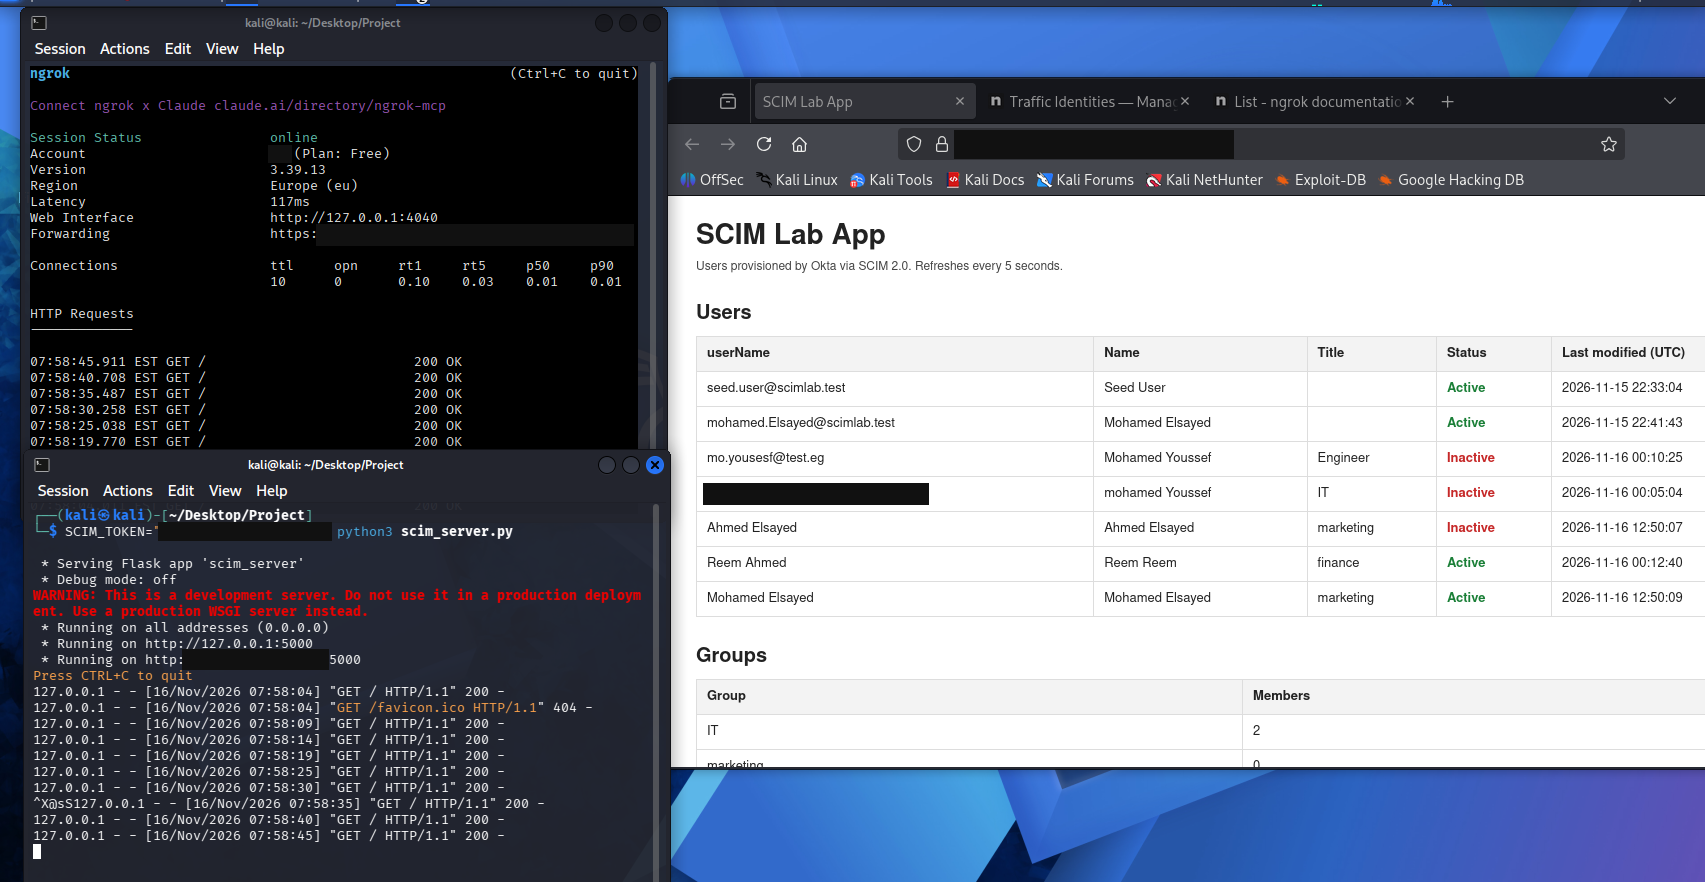 kali@kali: ~/Desktop/Project
Session Actions Edit View Help
ngrok (Ctrl+C to quit)
Connect ngrok x Claude claude.ai/directory/ngrok-mcp
Session Status online
Account (Plan: Free)
Version 3.39.13
Region Europe (eu)
Latency 117ms
Web Interface http://127.0.0.1:4040
Forwarding https:
Connections ttl opn rt1 rt5 p50 p90
10 0 0.10 0.03 0.01 0.01
HTTP Requests
-------------
07:58:45.911 EST GET / 200 OK
07:58:40.708 EST GET / 200 OK
07:58:35.487 EST GET / 200 OK
07:58:30.258 EST GET / 200 OK
07:58:25.038 EST GET / 200 OK
07:58:19.770 EST GET / 200 OK
kali@kali: ~/Desktop/Project
Session Actions Edit View Help
┌──(kali㉿kali)-[~/Desktop/Project]
└─$ SCIM_TOKEN=" python3 scim_server.py
* Serving Flask app 'scim_server'
* Debug mode: off
WARNING: This is a development server. Do not use it in a production deploym
ent. Use a production WSGI server instead.
* Running on all addresses (0.0.0.0)
* Running on http://127.0.0.1:5000
* Running on http: 5000
Press CTRL+C to quit
127.0.0.1 - - [16/Nov/2026 07:58:04] "GET / HTTP/1.1" 200 -
127.0.0.1 - - [16/Nov/2026 07:58:04] "GET /favicon.ico HTTP/1.1" 404 -
127.0.0.1 - - [16/Nov/2026 07:58:09] "GET / HTTP/1.1" 200 -
127.0.0.1 - - [16/Nov/2026 07:58:14] "GET / HTTP/1.1" 200 -
127.0.0.1 - - [16/Nov/2026 07:58:19] "GET / HTTP/1.1" 200 -
127.0.0.1 - - [16/Nov/2026 07:58:25] "GET / HTTP/1.1" 200 -
127.0.0.1 - - [16/Nov/2026 07:58:30] "GET / HTTP/1.1" 200 -
^X@sS127.0.0.1 - - [16/Nov/2026 07:58:35] "GET / HTTP/1.1" 200 -
127.0.0.1 - - [16/Nov/2026 07:58:40] "GET / HTTP/1.1" 200 -
127.0.0.1 - - [16/Nov/2026 07:58:45] "GET / HTTP/1.1" 200 -
SCIM Lab App
Traffic Identities — Mana
List - ngrok documentatio
OffSec Kali Linux Kali Tools Kali Docs Kali Forums Kali NetHunter Exploit-DB Google Hacking DB
SCIM Lab App
Users provisioned by Okta via SCIM 2.0. Refreshes every 5 seconds.
Users
userName Name Title Status Last modified (UTC)
seed.user@scimlab.test Seed User Active 2026-11-15 22:33:04
mohamed.Elsayed@scimlab.test Mohamed Elsayed Active 2026-11-15 22:41:43
mo.yousesf@test.eg Mohamed Youssef Engineer Inactive 2026-11-16 00:10:25
mohamed Youssef IT Inactive 2026-11-16 00:05:04
Ahmed Elsayed Ahmed Elsayed marketing Inactive 2026-11-16 12:50:07
Reem Ahmed Reem Reem finance Active 2026-11-16 00:12:40
Mohamed Elsayed Mohamed Elsayed marketing Active 2026-11-16 12:50:09
Groups
Group Members
IT 2
marketing 0